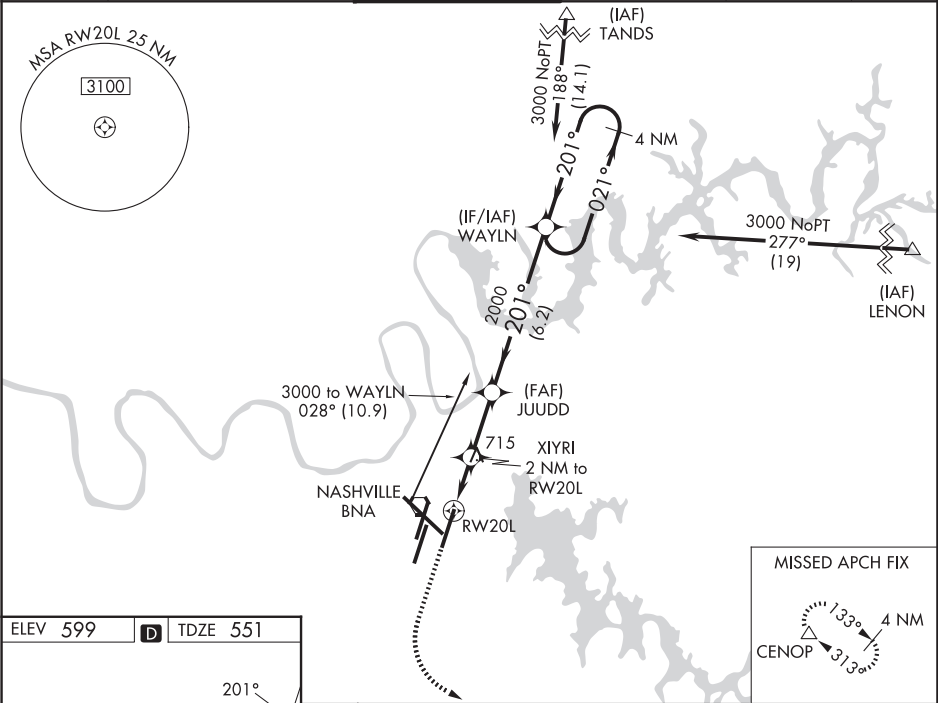 MSA RW20L 25 NM
3100
(IAF)
TANDS
3000 NoPT
188°
(14.1)
4 NM
201°
021°
(IF/IAF)
WAYLN
3000 NoPT
277°
(19)
(IAF)
LENON
2000
201°
(6.2)
3000 to WAYLN
028° (10.9)
(FAF)
JUUDD
715
XIYRI
2 NM to
RW20L
NASHVILLE
BNA
RW20L
MISSED APCH FIX
133°
4 NM
CENOP
313°
ELEV 599
D
TDZE 551
201°